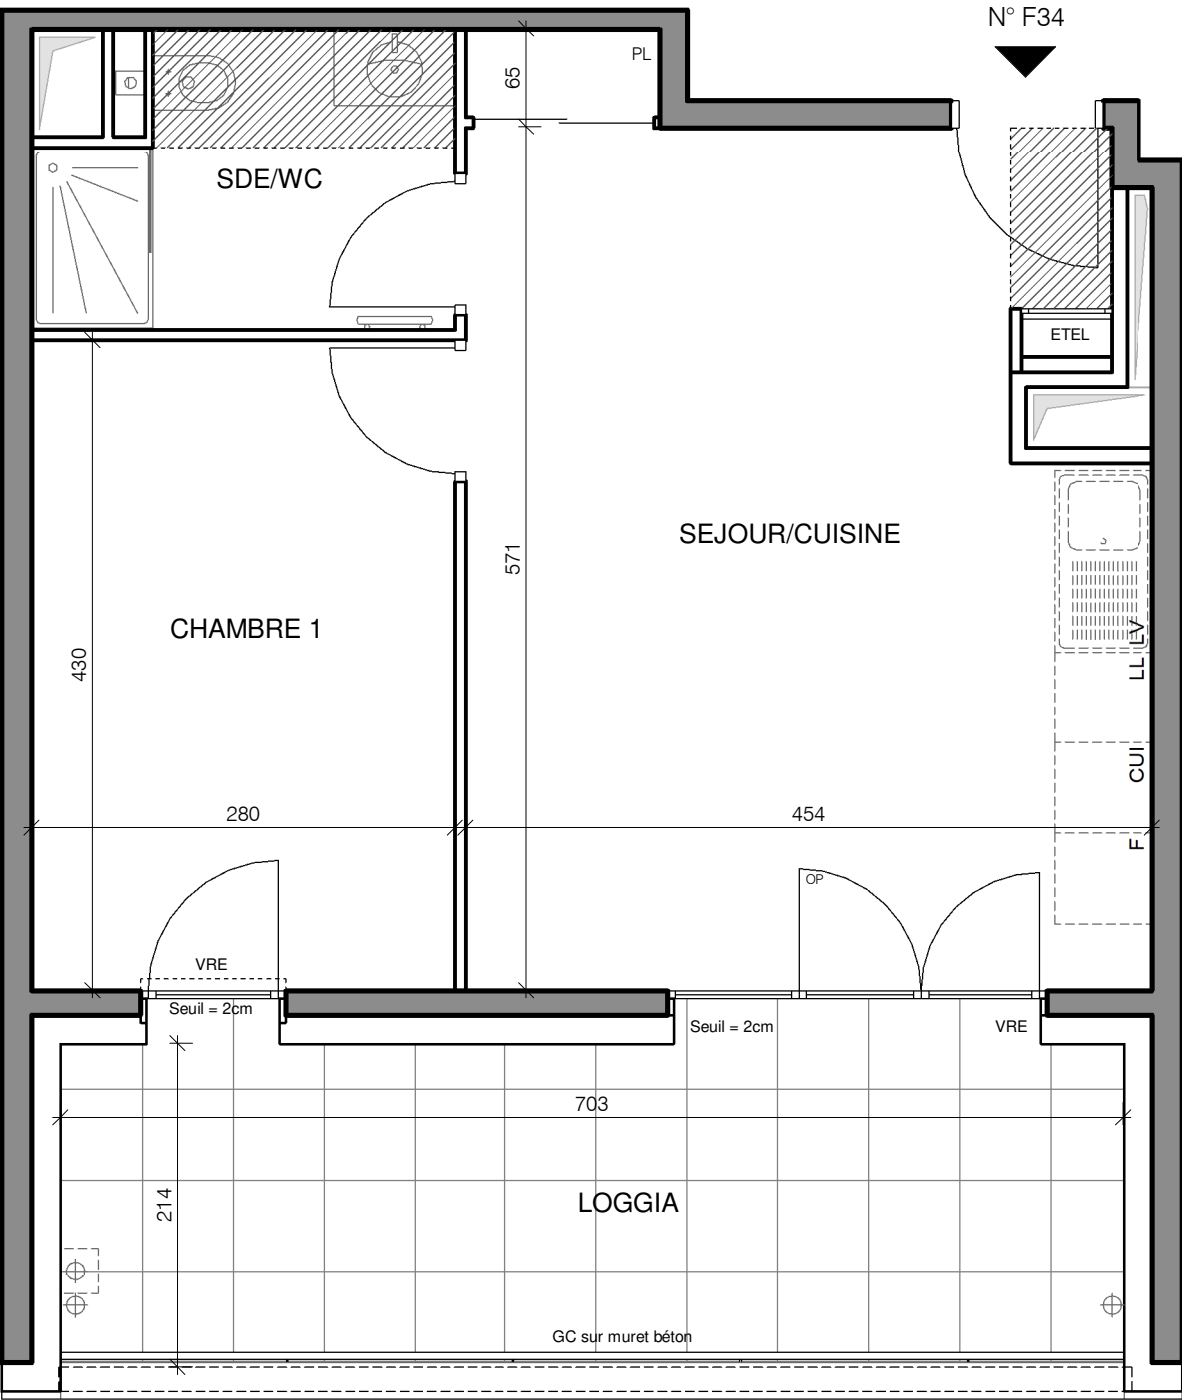 N° F34
PL
65
SDE/WC
ETEL
SEJOUR/CUISINE
571
CHAMBRE 1
430
LV
LL
CUI
F
280
454
OP
VRE
Seuil = 2cm
Seuil = 2cm
VRE
703
214
LOGGIA
GC sur muret béton